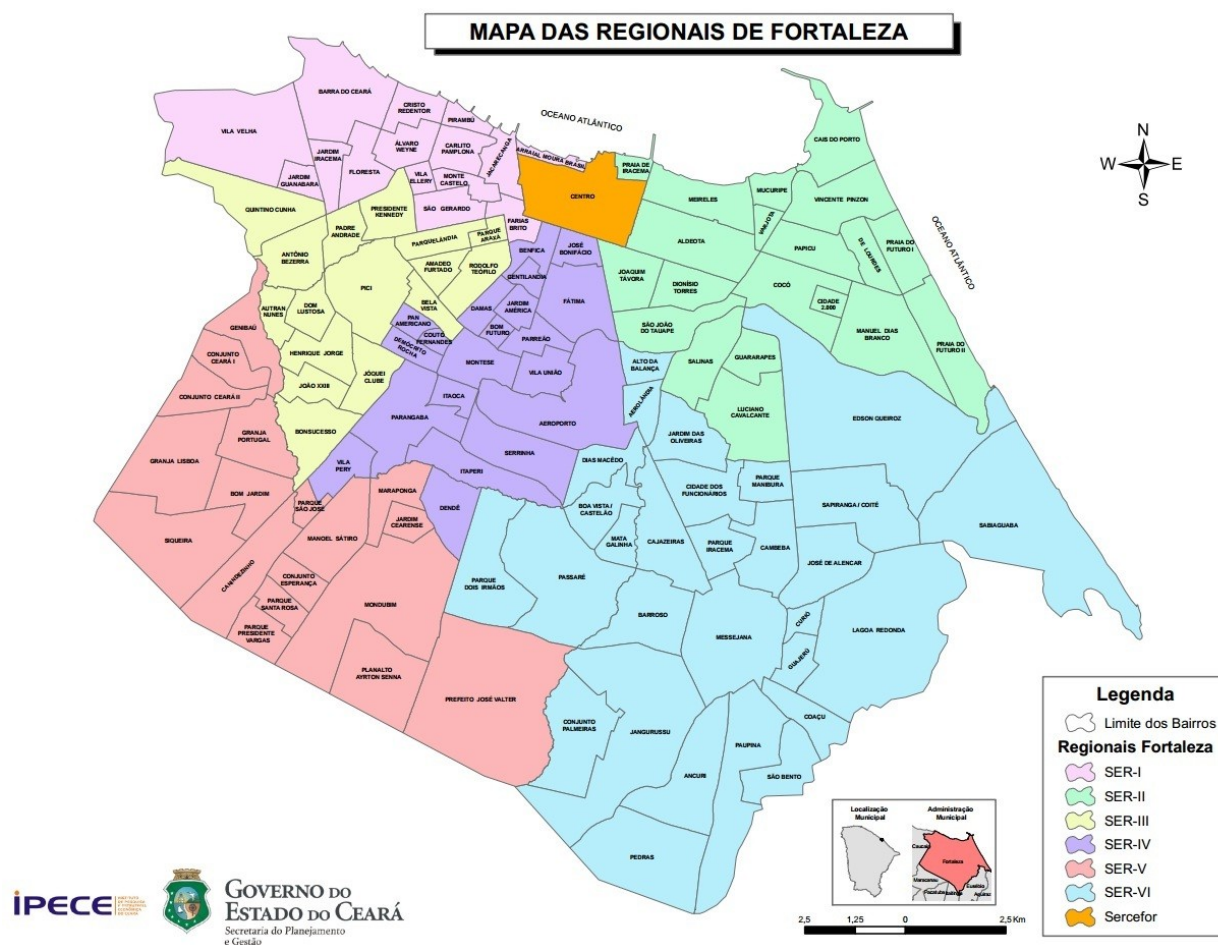 MAPA DAS REGIONAIS DE FORTALEZA
OCEANO ATLÂNTICO
N
W
E
S
BARRA DO CEARÁ
VILA VELHA
CRISTO
REDENTOR
PIRAMBÚ
JARDIM
IRACEMA
ÁLVARO
WEYNE
CARLITO
PAMPLONA
JACARECANGA
ARRAIAL MOURA BRASIL
PRAIA DE
IRACEMA
CAIS DO PORTO
JARDIM
GUANABARA
FLORESTA
VILA
ELLERY
MONTE
CASTELO
CENTRO
MEIRELES
MUCURIPE
VARJOTA
VINCENTE PINZON
QUINTINO CUNHA
PRESIDENTE
KENNEDY
SÃO GERARDO
FARIAS
BRITO
PADRE
ANDRADE
PARQUELÂNDIA
PARQUE
ARAXÁ
BENFICA
JOSÉ
BONIFÁCIO
ALDEOTA
PAPICU
DE LOURDES
PRAIA DO
FUTURO I
OCEANO ATLÂNTICO
ANTÔNIO
BEZERRA
AMADEO
FURTADO
RODOLFO
TEÓFILO
GENTILANDIA
JOAQUIM
TÁVORA
DIONÍSIO
TORRES
COCÓ
CIDADE
2.000
PICI
AUTRAN
NUNES
DOM
LUSTOSA
BELA
VISTA
DAMAS
JARDIM
AMÉRICA
FÁTIMA
GENIBAÚ
PAN
AMERICANO
COUTO
FERNANDES
BOM
FUTURO
PARREÃO
SÃO JOÃO
DO TAUAPE
MANUEL DIAS
BRANCO
PRAIA DO
FUTURO II
CONJUNTO
CEARÁ I
HENRIQUE JORGE
DEMÓCRITO
ROCHA
MONTESE
VILA UNIÃO
ALTO DA
BALANÇA
SALINAS
GUARARAPES
JOÃO XXIII
JÓQUEI
CLUBE
CONJUNTO CEARÁ II
ITAOCA
AEROLÂNDIA
LUCIANO
CAVALCANTE
EDSON QUEIROZ
PARANGABA
AEROPORTO
GRANJA
PORTUGAL
BONSUCESSO
JARDIM DAS
OLIVEIRAS
GRANJA LISBOA
VILA
PERY
SERRINHA
DIAS MACÊDO
ITAPERI
CIDADE DOS
FUNCIONÁRIOS
PARQUE
MANIBURA
BOM JARDIM
MARAPONGA
PARQUE
SÃO JOSÉ
DENDÊ
BOA VISTA /
CASTELÃO
SAPIRANGA / COITÉ
JARDIM
CEARENSE
SABIAGUABA
SIQUEIRA
MANOEL SÁTIRO
MATA
GALINHA
CAJAZEIRAS
PARQUE
IRACEMA
CAMBEBA
JOSÉ DE ALENCAR
CANINDEZINHO
CONJUNTO
ESPERANÇA
PARQUE
DOIS IRMÃOS
PASSARÉ
PARQUE
SANTA ROSA
MONDUBIM
BARROSO
CURIÓ
PARQUE
PRESIDENTE
VARGAS
MESSEJANA
LAGOA REDONDA
GUAJERÚ
PLANALTO
AYRTON SENNA
PREFEITO JOSÉ VALTER
COAÇU
CONJUNTO
PALMEIRAS
JANGURUSSU
PAUPINA
ANCURI
SÃO BENTO
PEDRAS
Legenda
Limite dos Bairros
Regionais Fortaleza
SER-I
SER-II
SER-III
SER-IV
SER-V
SER-VI
Sercefor
Localização
Municipal
Administração
Municipal
Caucaia
Fortaleza
Maracanaú
Eusébio
2,5
1,25
0
2,5 Km
iPECE
GOVERNO DO
ESTADO DO CEARÁ
Secretaria do Planejamento
e Gestão